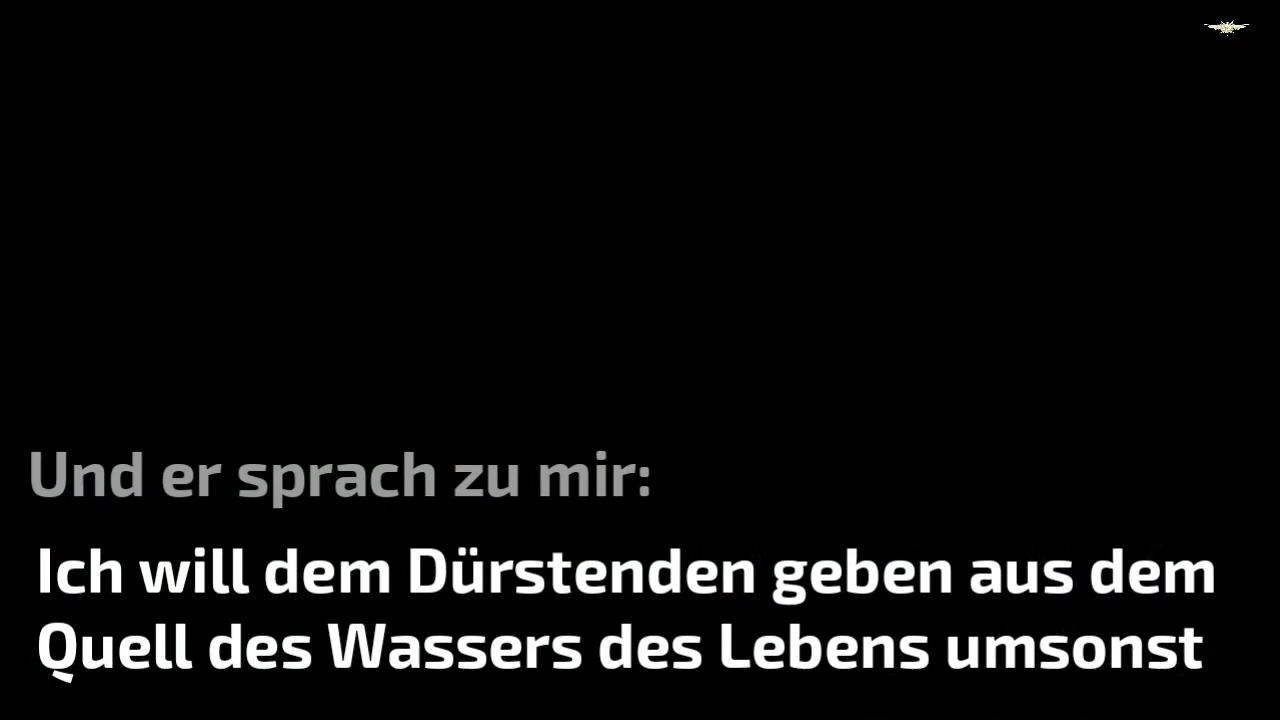 Und er sprach zu mir:
Ich will dem Dürstenden geben aus dem
Quell des Wassers des Lebens umsonst